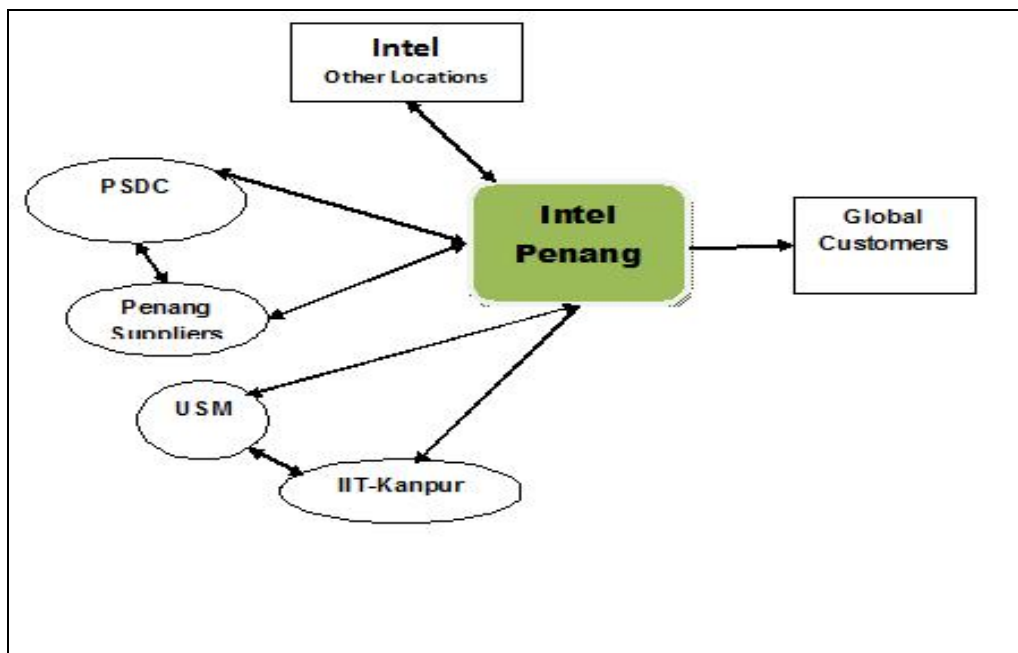 Intel
Other Locations
PSDC
Intel
Penang
Global
Customers
Penang
Suppliers
USM
IIT-Kanpur